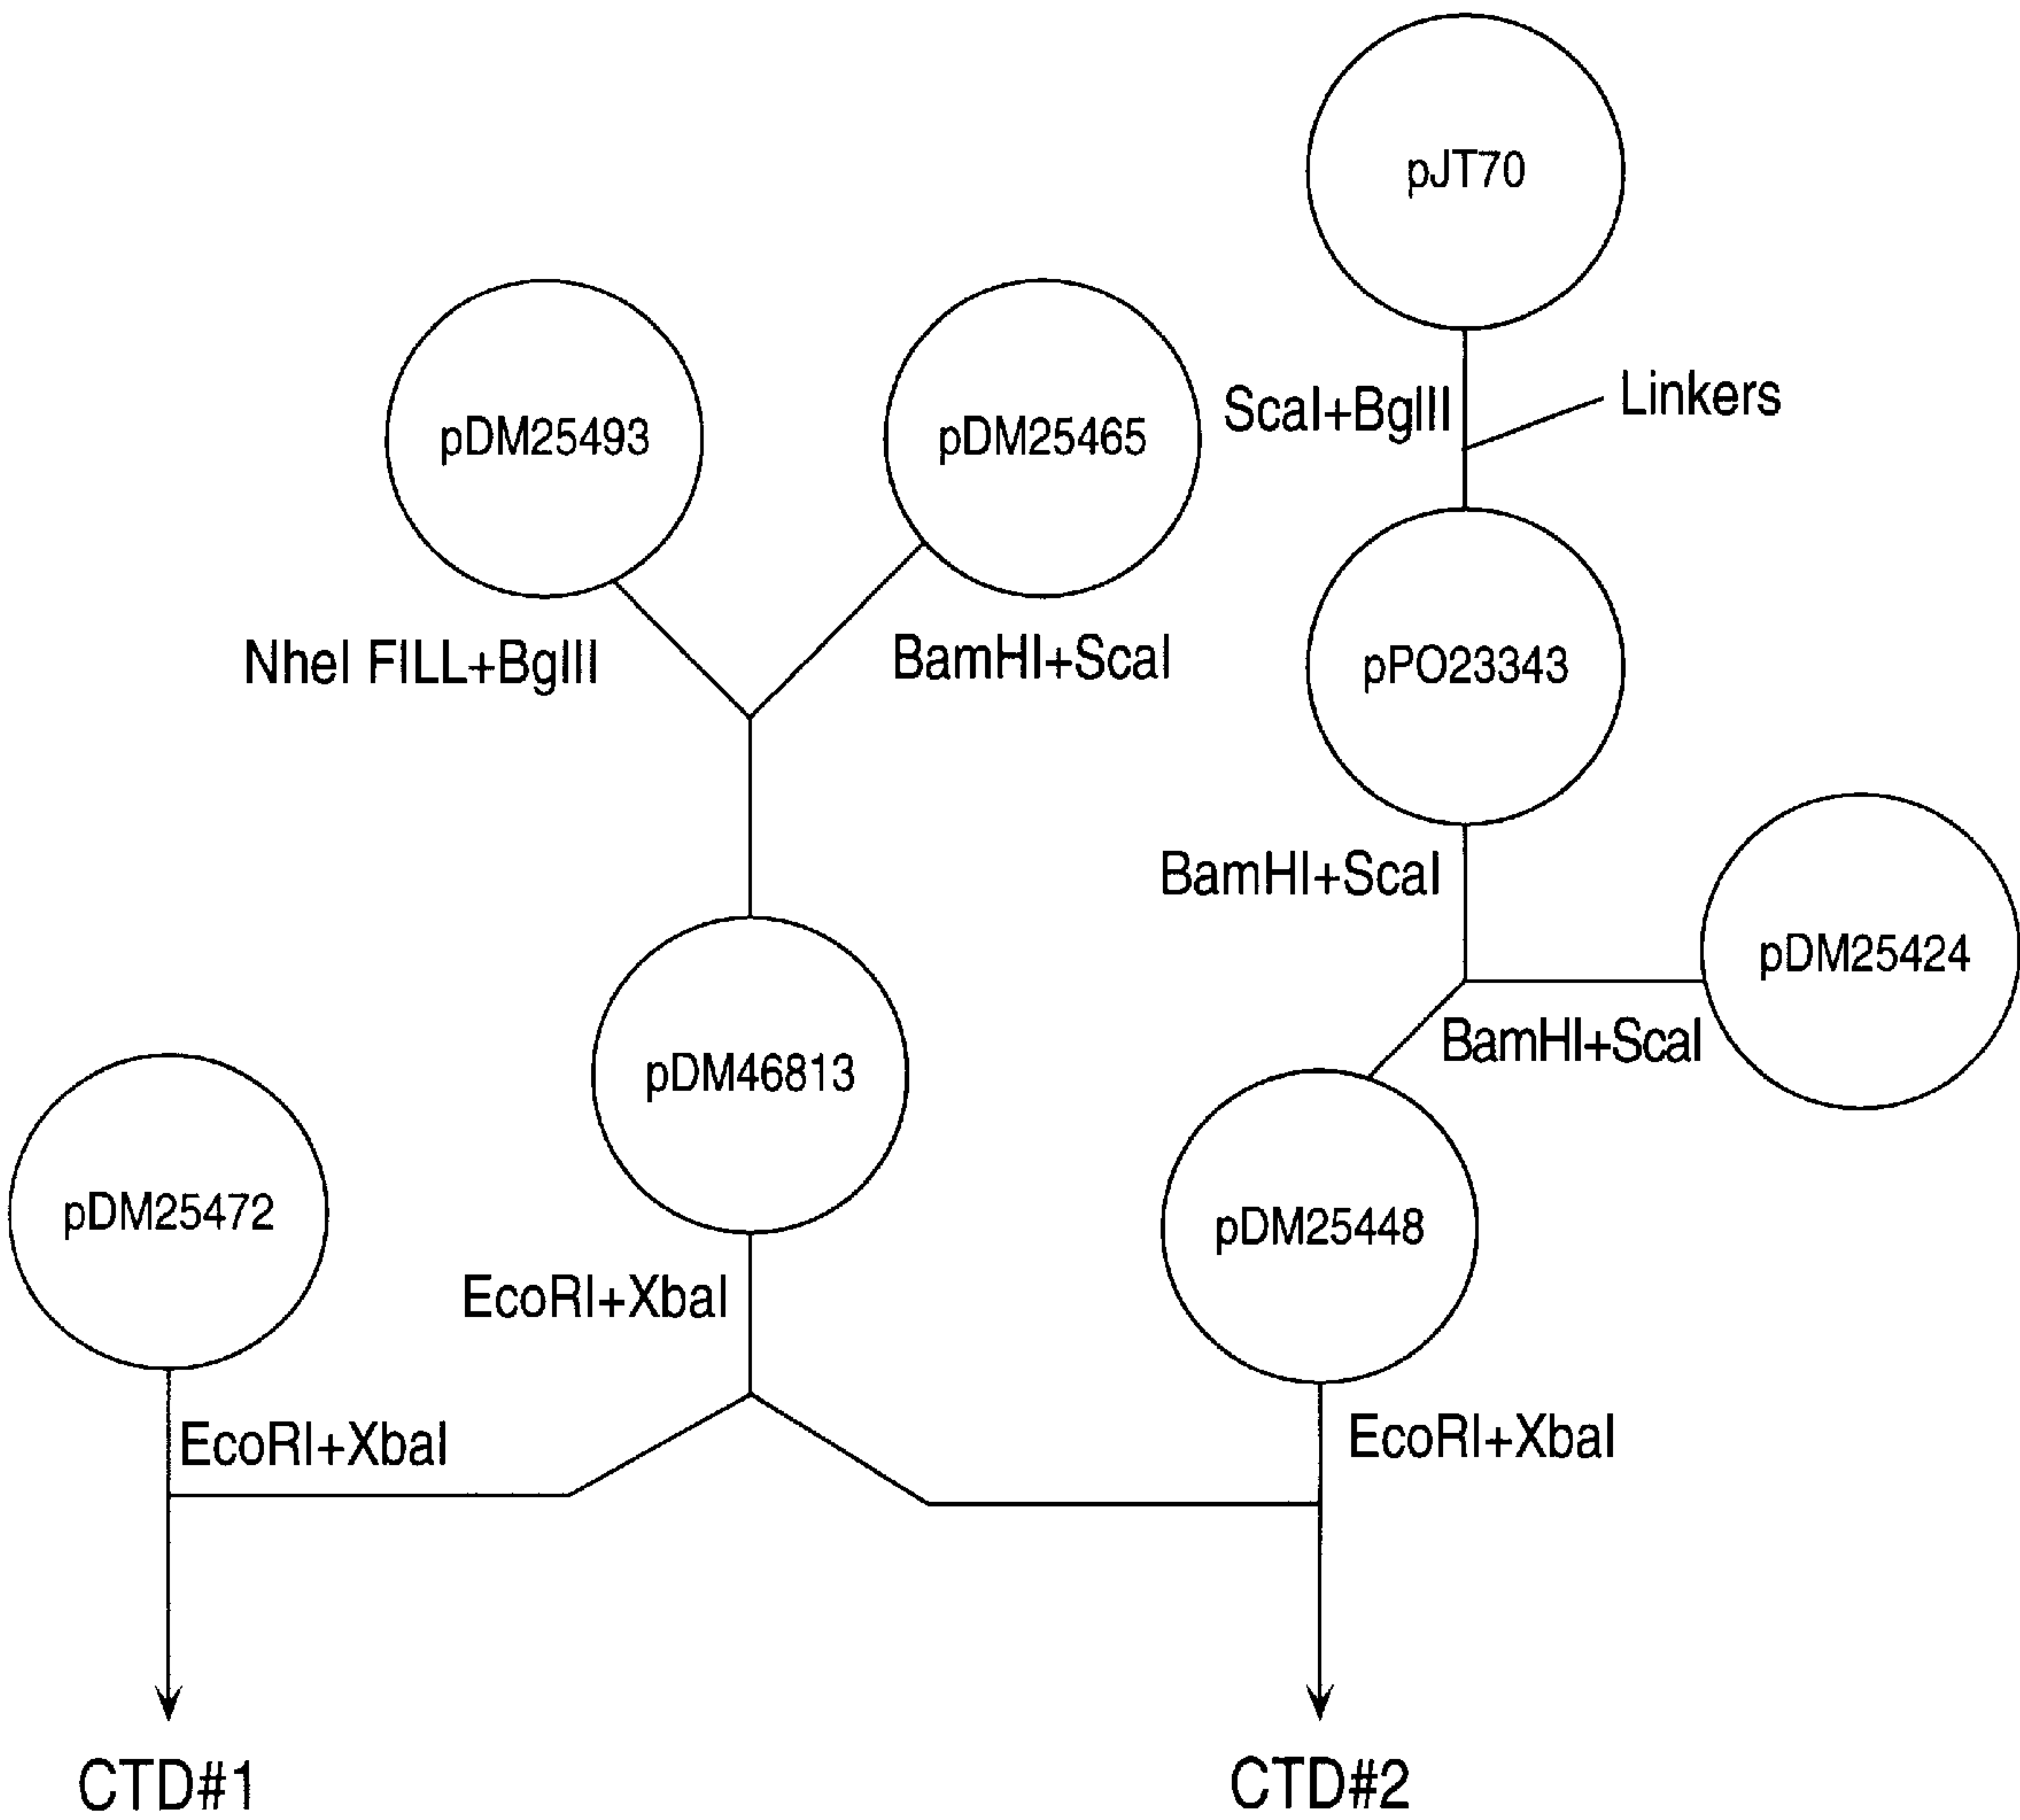 pJT70
ScaI+BglII
Linkers
pDM25493
pDM25465
NheI FILL+BglII
BamHI+ScaI
pPO23343
BamHI+ScaI
pDM25424
BamHI+ScaI
pDM46813
pDM25472
pDM25448
EcoRI+XbaI
EcoRI+XbaI
EcoRI+XbaI
CTD#1
CTD#2